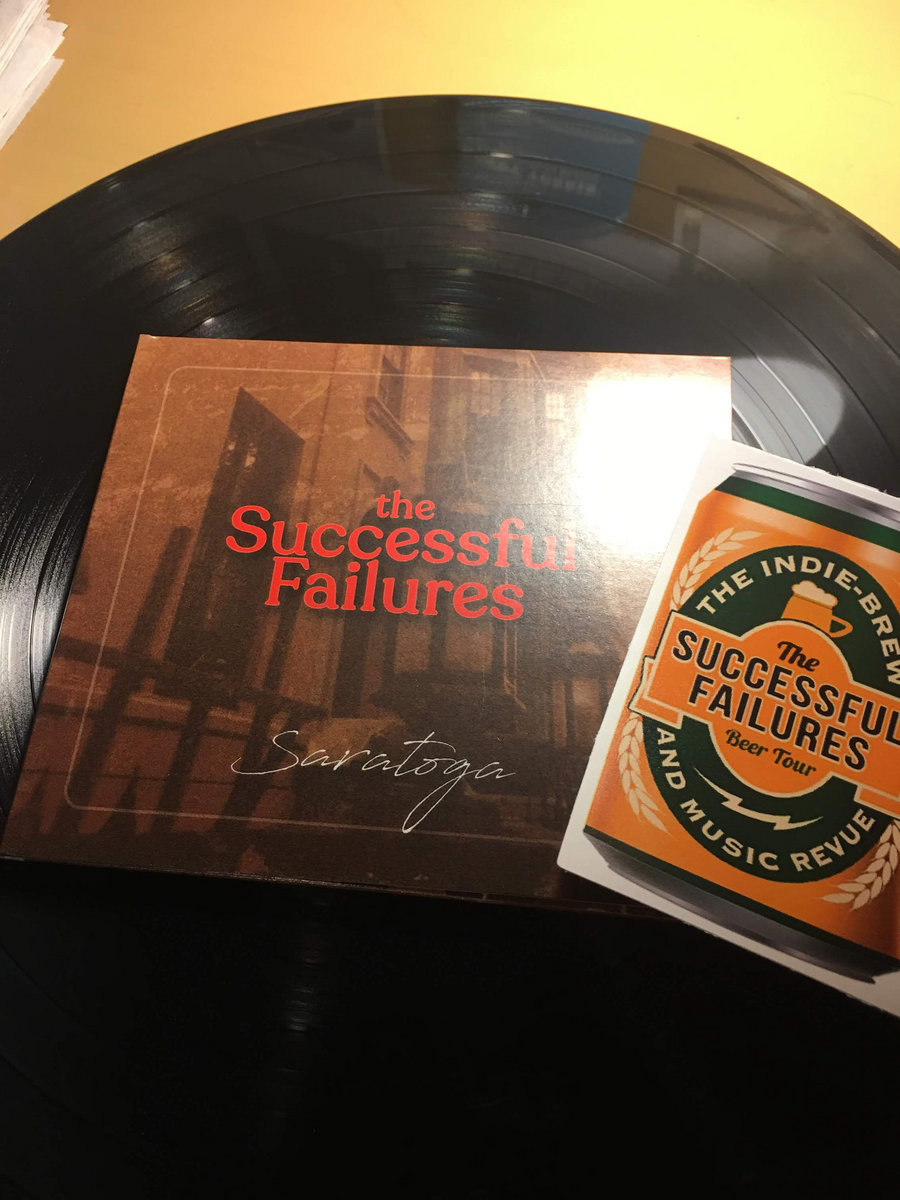 the
Successful
Failures
Saratoga
THE INDIE-BREW
The
SUCCESSFUL
FAILURES
Beer Tour
AND MUSIC REVUE